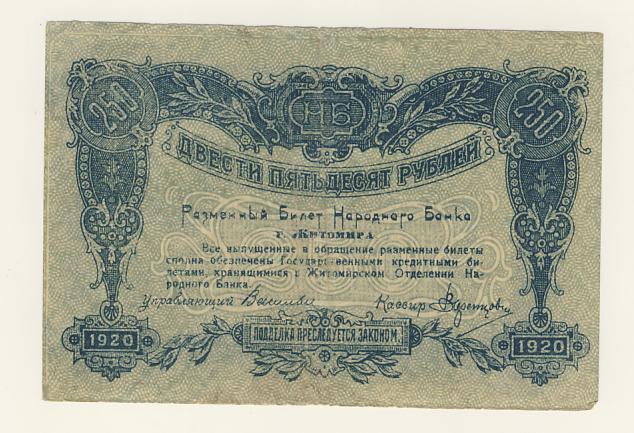 250
НБ
250
ДВЕСТИ ПЯТЬДЕСЯТ РУБЛЕЙ
Разменный Билет Народного Банка
г. Житомира
Все выпущенные в обращение разменные билеты
сполна обезпечены Государственными кредитными би-
летами, хранящимися в Житомирском Отделении На-
родного Банка.
Управляющий
Кассир
1920
ПОДДЕЛКА ПРЕСЛЕДУЕТСЯ ЗАКОНОМ.
1920